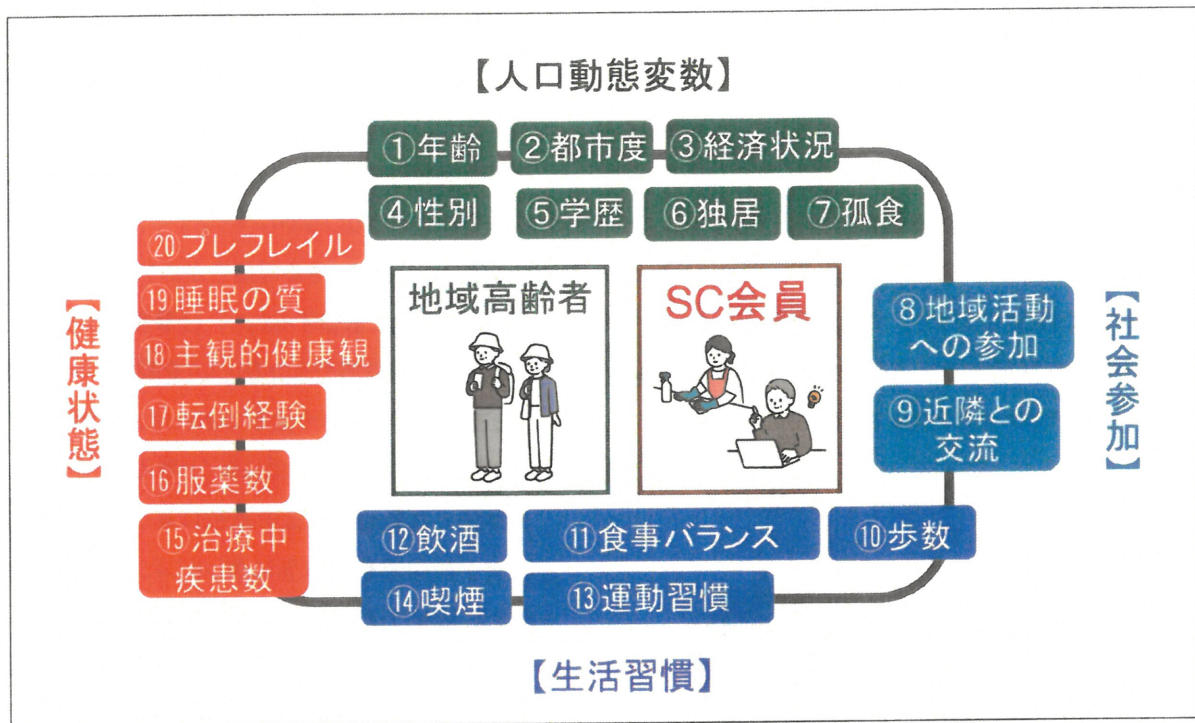 【人口動態変数】
①年齢
②都市度
③経済状況
④性別
⑤学歴
⑥独居
⑦孤食
⑳プレフレイル
⑲睡眠の質
⑱主観的健康観
⑰転倒経験
⑯服薬数
⑮治療中
疾患数
【健康状態】
地域高齢者
SC会員
⑧地域活動
への参加
⑨近隣との
交流
【社会参加】
⑫飲酒
⑪食事バランス
⑩歩数
⑭喫煙
⑬運動習慣
【生活習慣】